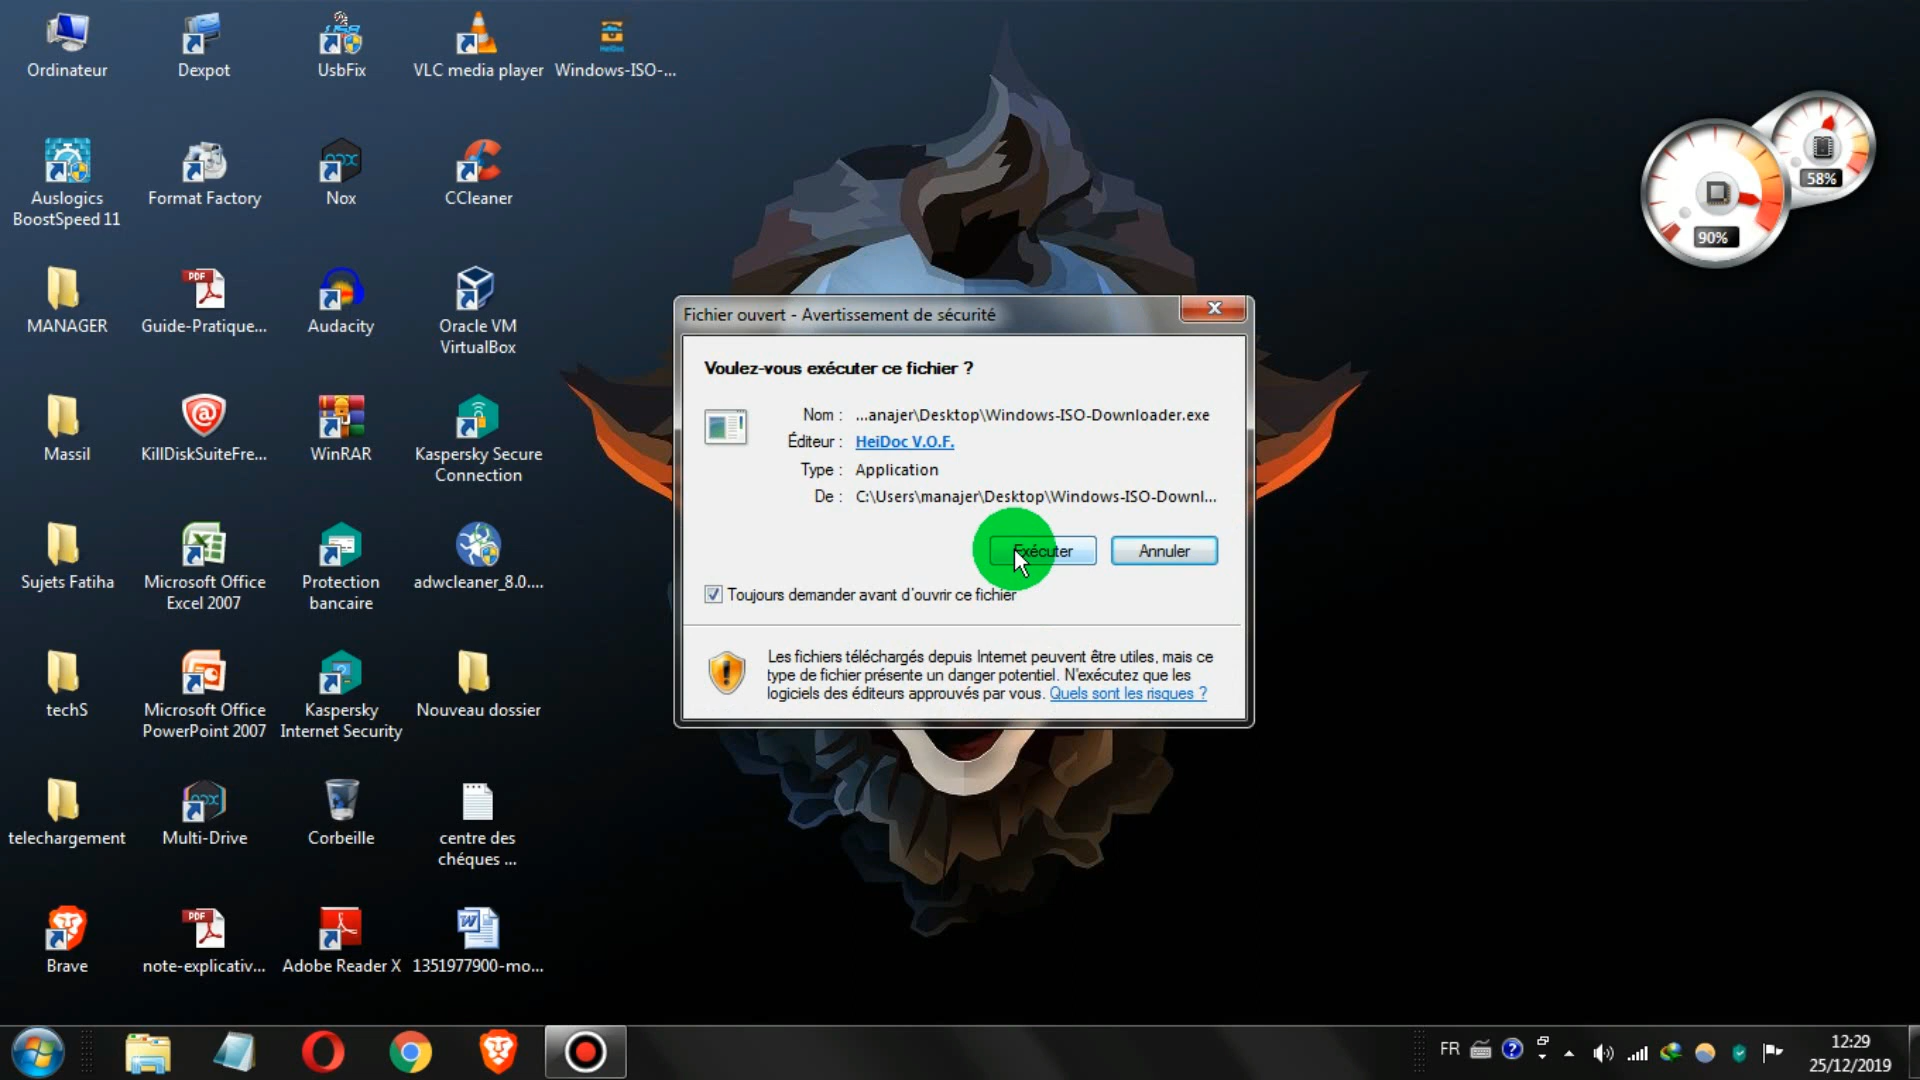 Ordinateur
Dexpot
UsbFix
VLC media player
Windows-ISO-...
Auslogics
BoostSpeed 11
Format Factory
Nox
CCleaner
MANAGER
Guide-Pratique...
Audacity
Oracle VM
VirtualBox
Massil
KillDiskSuiteFre...
WinRAR
Kaspersky Secure
Connection
Sujets Fatiha
Microsoft Office
Excel 2007
Protection
bancaire
adwcleaner_8.0....
techS
Microsoft Office
PowerPoint 2007
Kaspersky
Internet Security
Nouveau dossier
telechargement
Multi-Drive
Corbeille
centre des
chéques ...
Brave
note-explicativ...
Adobe Reader X
1351977900-mo...
58%
90%
Fichier ouvert - Avertissement de sécurité
Voulez-vous exécuter ce fichier ?
Nom : ...anajer\Desktop\Windows-ISO-Downloader.exe
Éditeur : HeiDoc V.O.F.
Type : Application
De : C:\Users\manajer\Desktop\Windows-ISO-Downl...
Exécuter
Annuler
Toujours demander avant d'ouvrir ce fichier
Les fichiers téléchargés depuis Internet peuvent être utiles, mais ce
type de fichier présente un danger potentiel. N'exécutez que les
logiciels des éditeurs approuvés par vous. Quels sont les risques ?
FR
12:29
25/12/2019